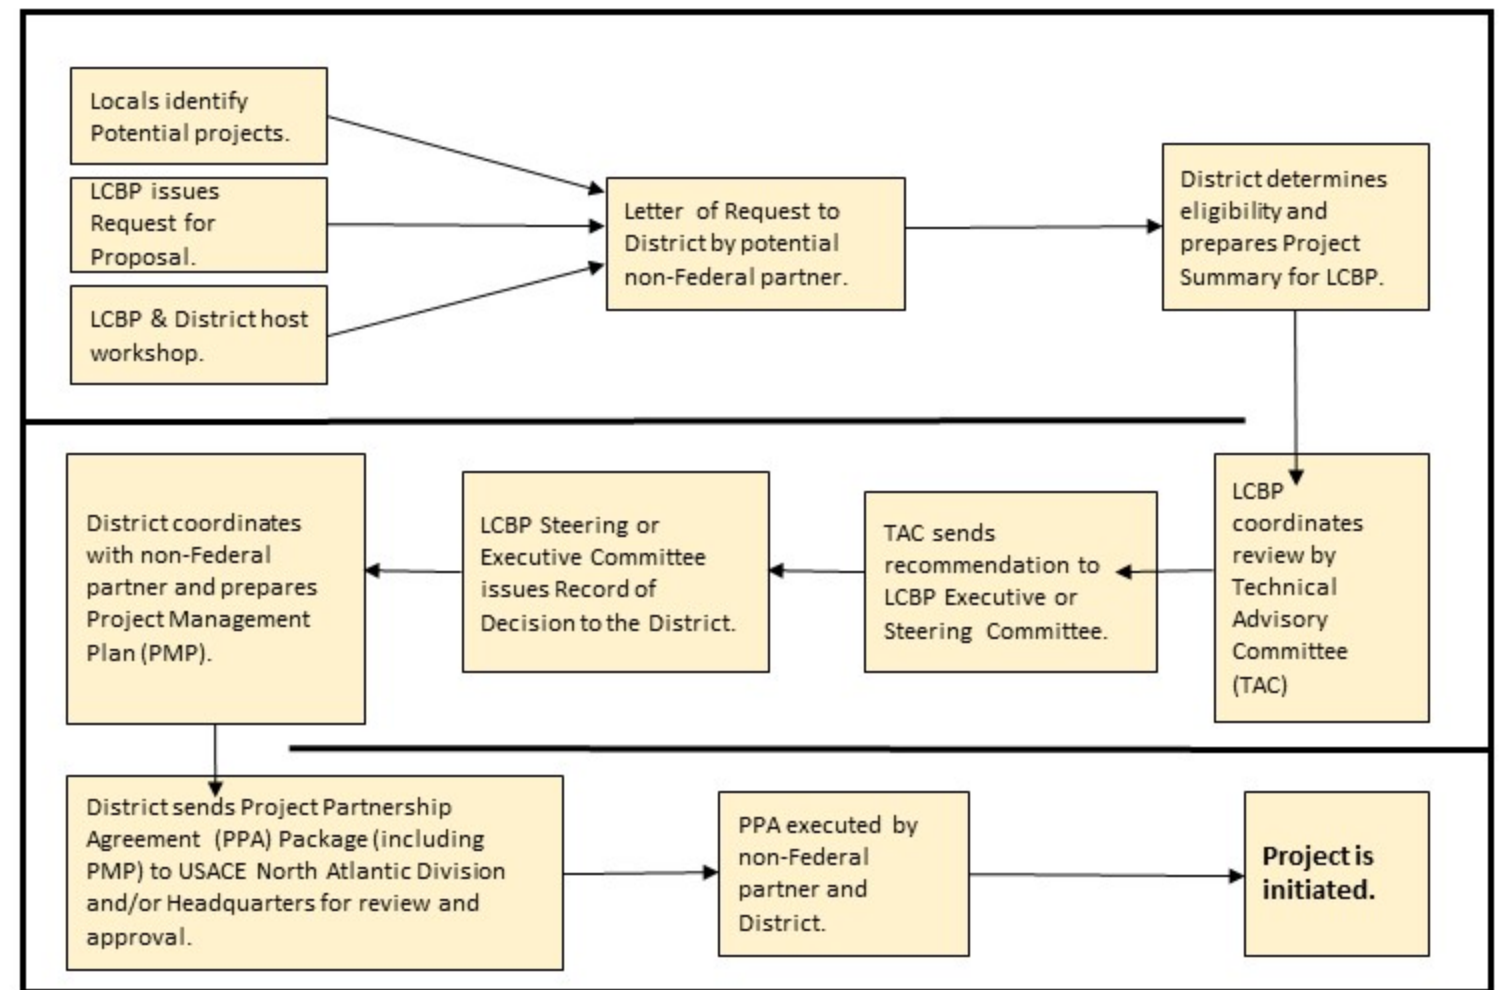 Locals identify
Potential projects.
LCBP issues
Request for
Proposal.
LCBP & District host
workshop.
Letter of Request to
District by potential
non-Federal partner.
District determines
eligibility and
prepares Project
Summary for LCBP.
LCBP
coordinates
review by
Technical
Advisory
Committee
(TAC)
TAC sends
recommendation to
LCBP Executive or
Steering Committee.
LCBP Steering or
Executive Committee
issues Record of
Decision to the District.
District coordinates
with non-Federal
partner and prepares
Project Management
Plan (PMP).
District sends Project Partnership
Agreement (PPA) Package (including
PMP) to USACE North Atlantic Division
and/or Headquarters for review and
approval.
PPA executed by
non-Federal
partner and
District.
Project is
initiated.